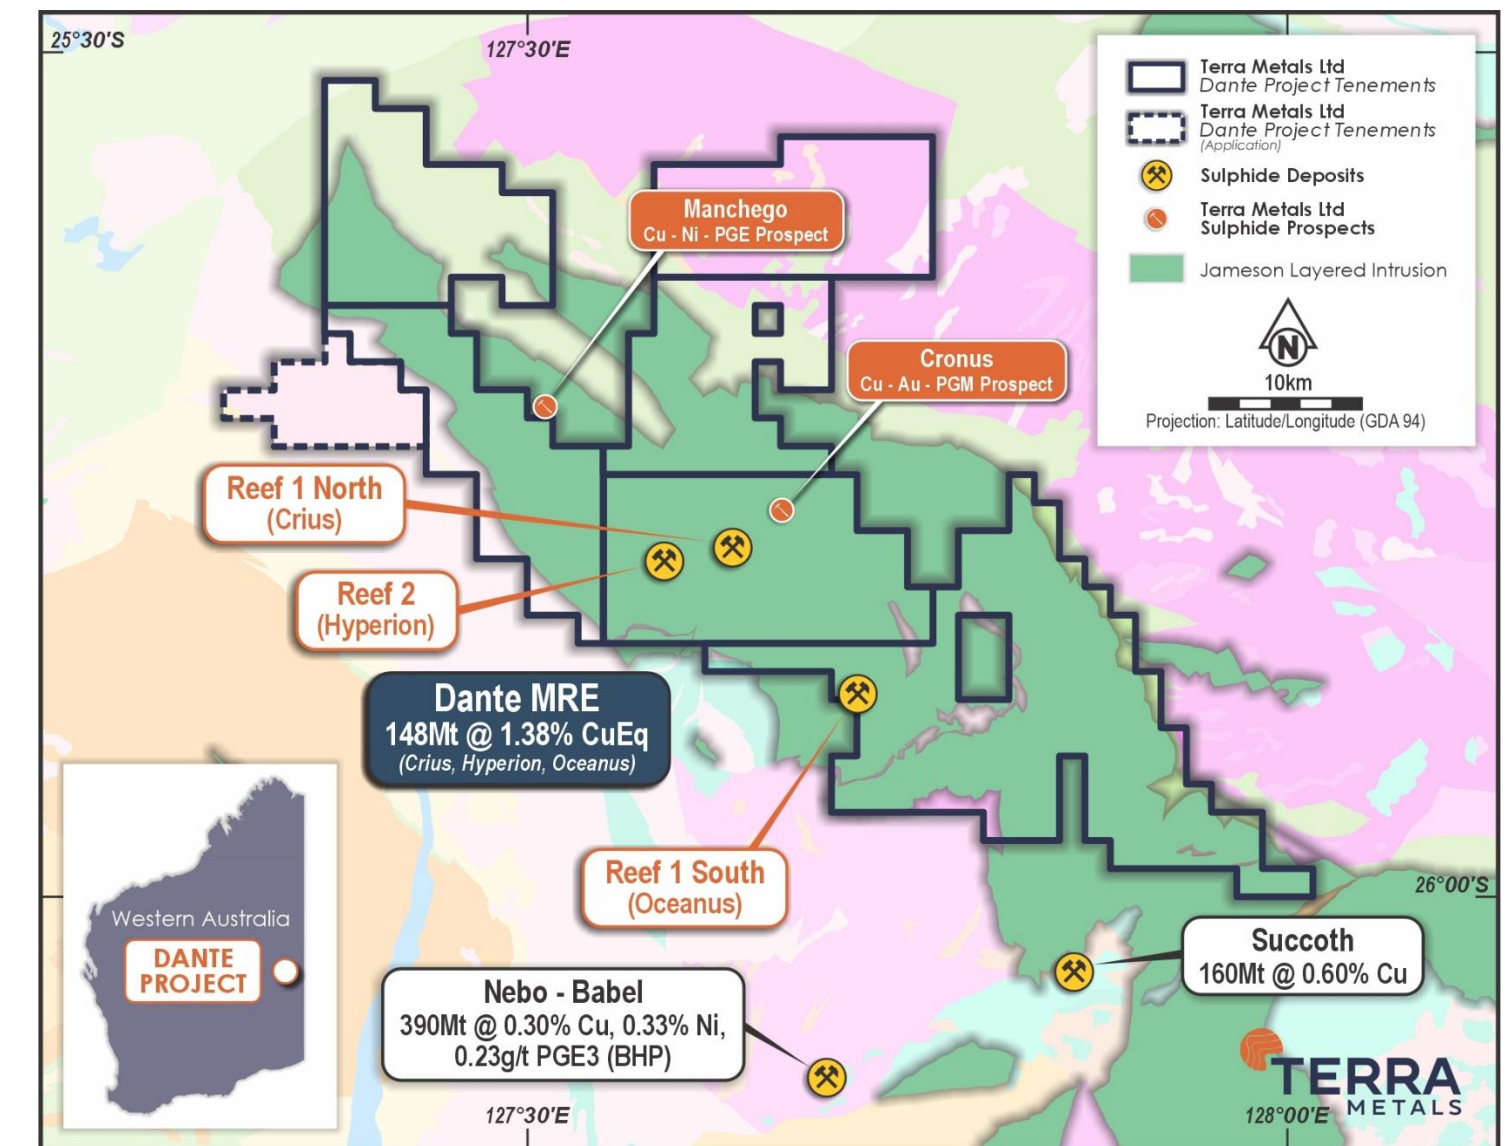 25°30'S
127°30'E
Terra Metals Ltd
Dante Project Tenements
Terra Metals Ltd
Dante Project Tenements
(Application)
Sulphide Deposits
Terra Metals Ltd
Sulphide Prospects
Jameson Layered Intrusion
N
10km
Projection: Latitude/Longitude (GDA 94)
Manchego
Cu - Ni - PGE Prospect
Cronus
Cu - Au - PGM Prospect
Reef 1 North
(Crius)
Reef 2
(Hyperion)
Dante MRE
148Mt @ 1.38% CuEq
(Crius, Hyperion, Oceanus)
Reef 1 South
(Oceanus)
26°00'S
Western Australia
DANTE
PROJECT
Succoth
160Mt @ 0.60% Cu
Nebo - Babel
390Mt @ 0.30% Cu, 0.33% Ni,
0.23g/t PGE3 (BHP)
TERRA
METALS
127°30'E
128°00'E